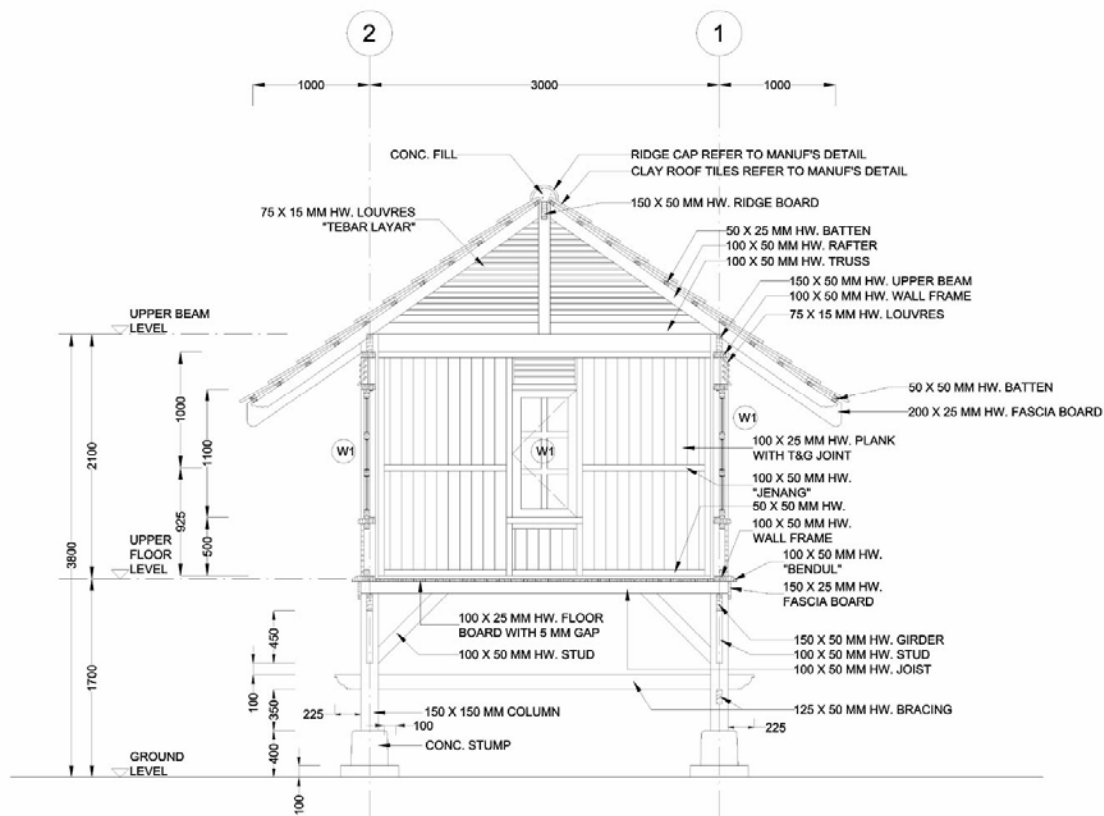 2
1
1000
3000
1000
CONC. FILL
RIDGE CAP REFER TO MANUF'S DETAIL
CLAY ROOF TILES REFER TO MANUF'S DETAIL
150 X 50 MM HW. RIDGE BOARD
75 X 15 MM HW. LOUVRES
"TEBAR LAYAR"
50 X 25 MM HW. BATTEN
100 X 50 MM HW. RAFTER
100 X 50 MM HW. TRUSS
150 X 50 MM HW. UPPER BEAM
100 X 50 MM HW. WALL FRAME
75 X 15 MM HW. LOUVRES
UPPER BEAM
LEVEL
50 X 50 MM HW. BATTEN
200 X 25 MM HW. FASCIA BOARD
1000
1100
2100
925
500
3800
W1
W1
W1
100 X 25 MM HW. PLANK
WITH T&G JOINT
100 X 50 MM HW.
"JENANG"
50 X 50 MM HW.
100 X 50 MM HW.
WALL FRAME
100 X 50 MM HW.
"BENDUL"
150 X 25 MM HW.
FASCIA BOARD
UPPER
FLOOR
LEVEL
100 X 25 MM HW. FLOOR
BOARD WITH 5 MM GAP
100 X 50 MM HW. STUD
150 X 50 MM HW. GIRDER
100 X 50 MM HW. STUD
100 X 50 MM HW. JOIST
125 X 50 MM HW. BRACING
450
1700
100
350
400
100
225
150 X 150 MM COLUMN
100
225
CONC. STUMP
GROUND
LEVEL